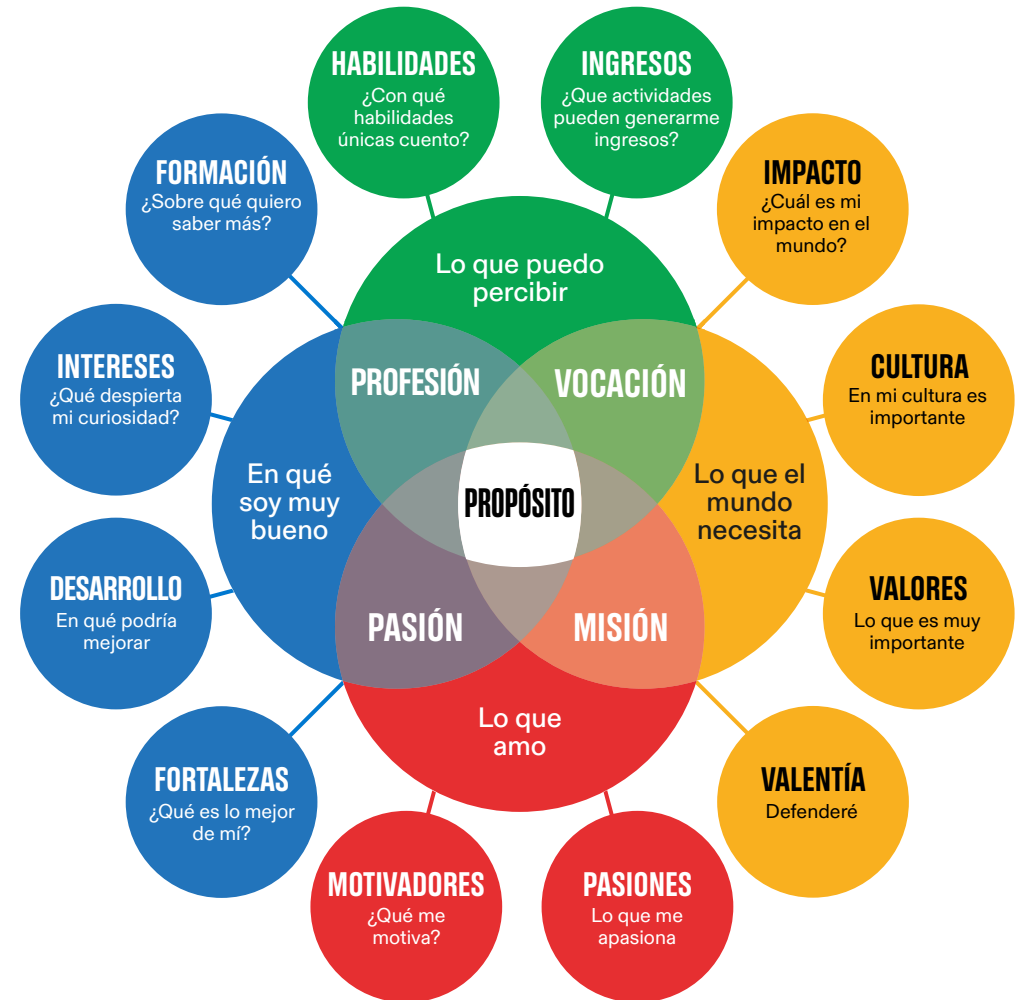 HABILIDADES
¿Con qué
habilidades
únicas cuento?
INGRESOS
¿Que actividades
pueden generarme
ingresos?
FORMACIÓN
¿Sobre qué quiero
saber más?
IMPACTO
¿Cuál es mi
impacto en el
mundo?
Lo que puedo
percibir
INTERESES
¿Qué despierta
mi curiosidad?
PROFESIÓN
VOCACIÓN
CULTURA
En mi cultura es
importante
En qué
soy muy
bueno
PROPÓSITO
Lo que el
mundo
necesita
DESARROLLO
En qué podría
mejorar
PASIÓN
MISIÓN
VALORES
Lo que es muy
importante
Lo que
amo
FORTALEZAS
¿Qué es lo mejor
de mí?
VALENTÍA
Defenderé
MOTIVADORES
¿Qué me
motiva?
PASIONES
Lo que me
apasiona